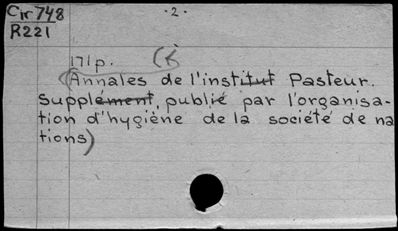 Cir 748
· 2 ·
R221
171p.
(Annales de l'institut Pasteur.
Supplément, publié par l'organisa-
tion d'hygiène de la société de na
tions)